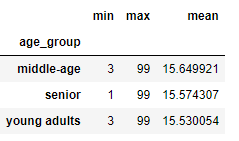 min max mean
age_group
middle-age 3 99 15.649921
senior 1 99 15.574307
young adults 3 99 15.530054